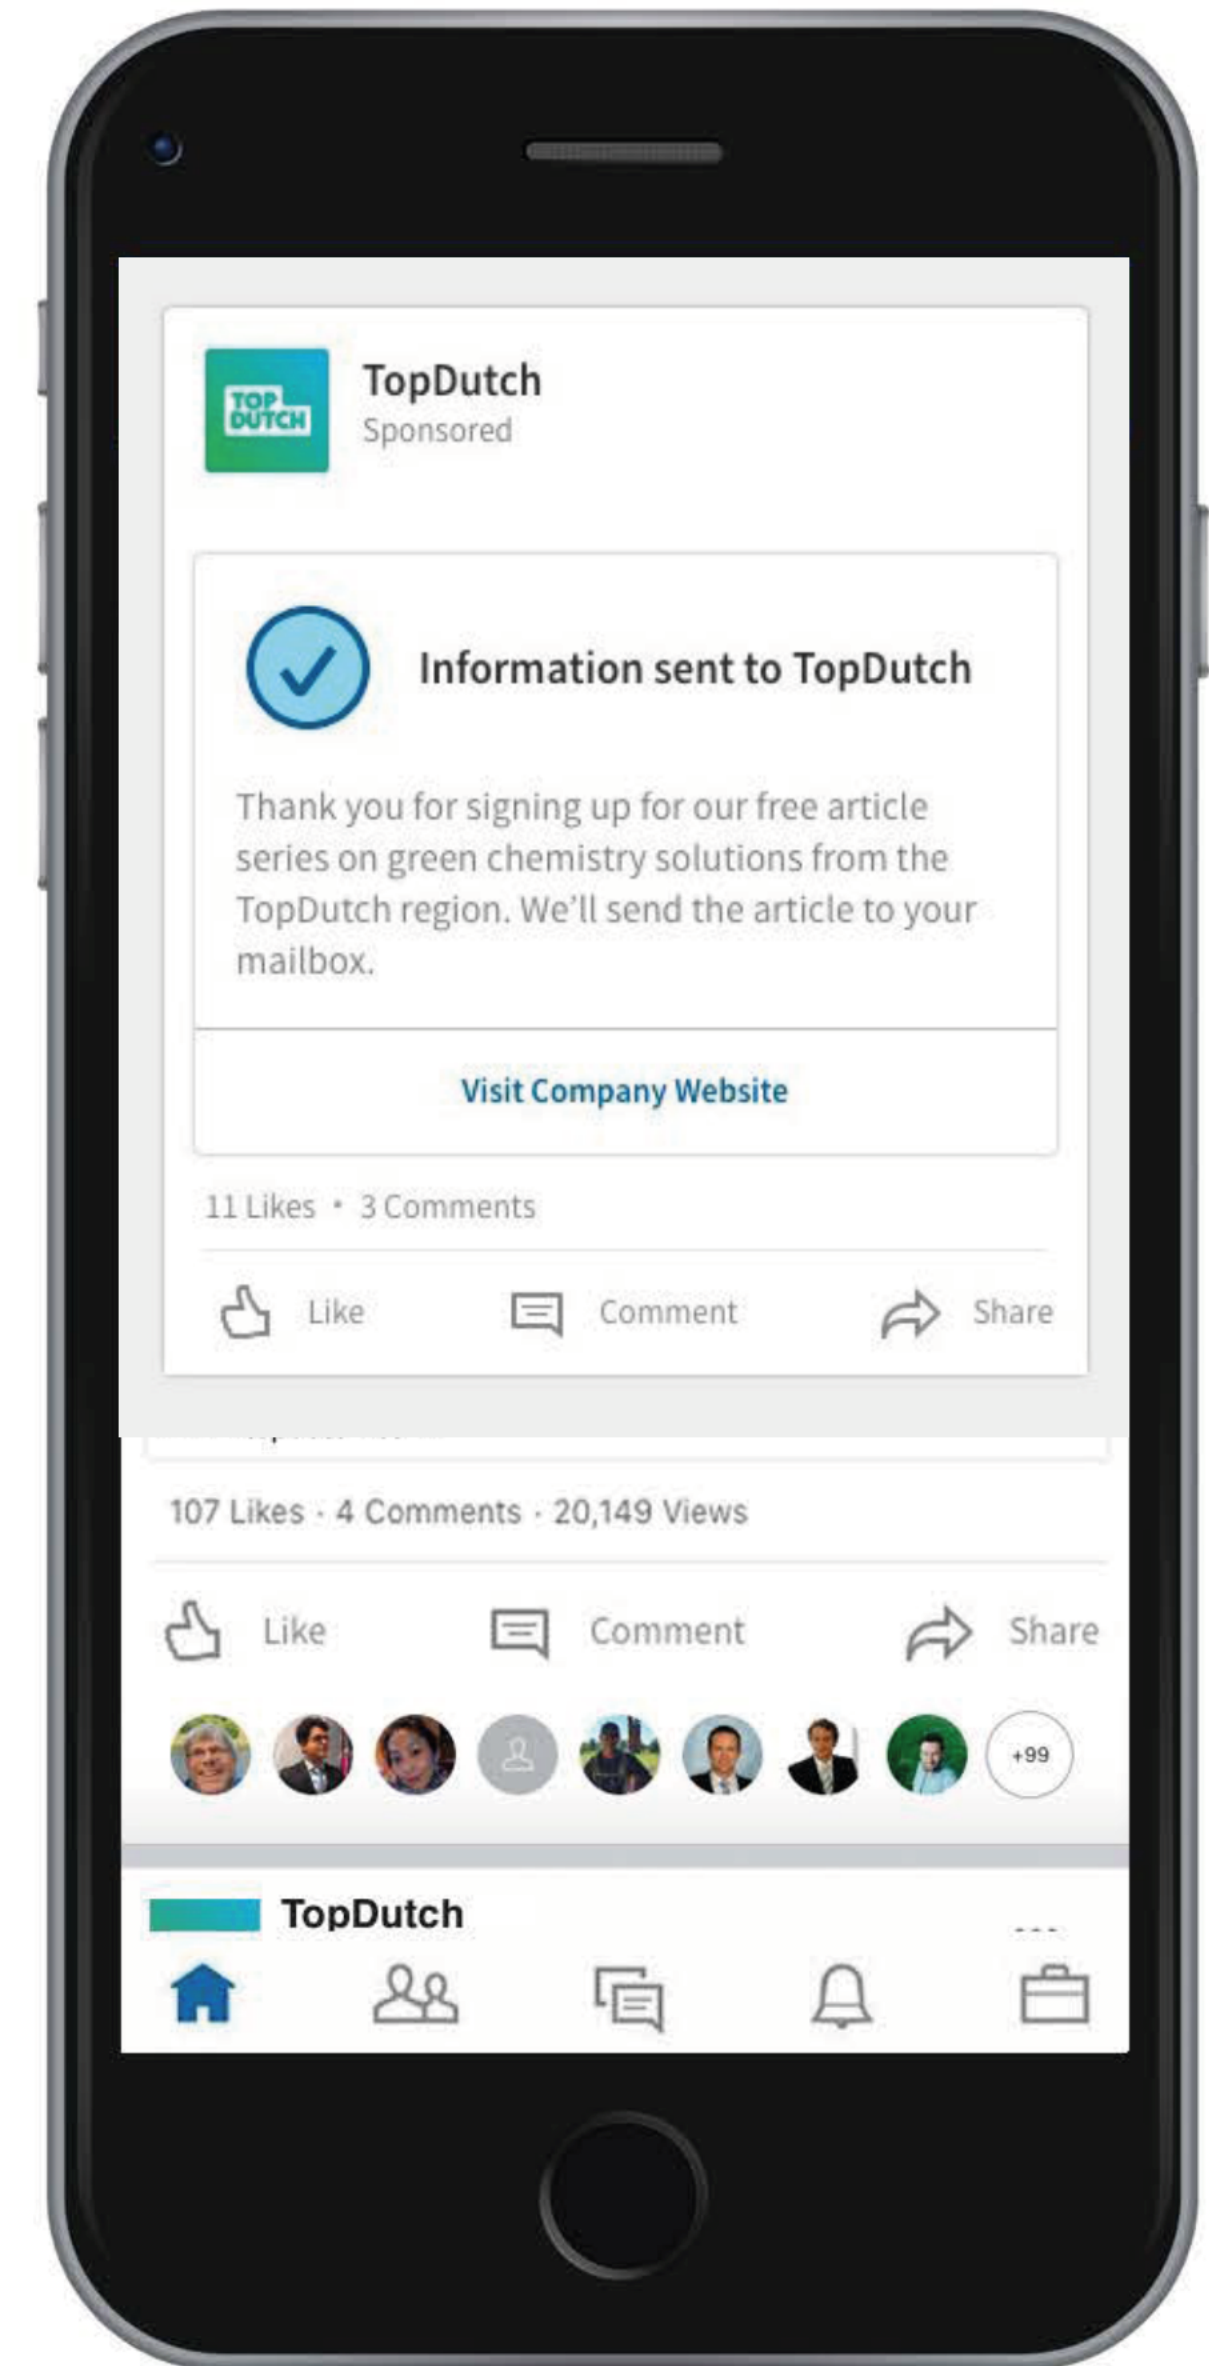 TOP
DUTCH
TopDutch
Sponsored
Information sent to TopDutch
Thank you for signing up for our free article
series on green chemistry solutions from the
TopDutch region. We’ll send the article to your
mailbox.
Visit Company Website
11 Likes • 3 Comments
Like Comment Share
107 Likes · 4 Comments · 20,149 Views
Like Comment Share
+99
TopDutch